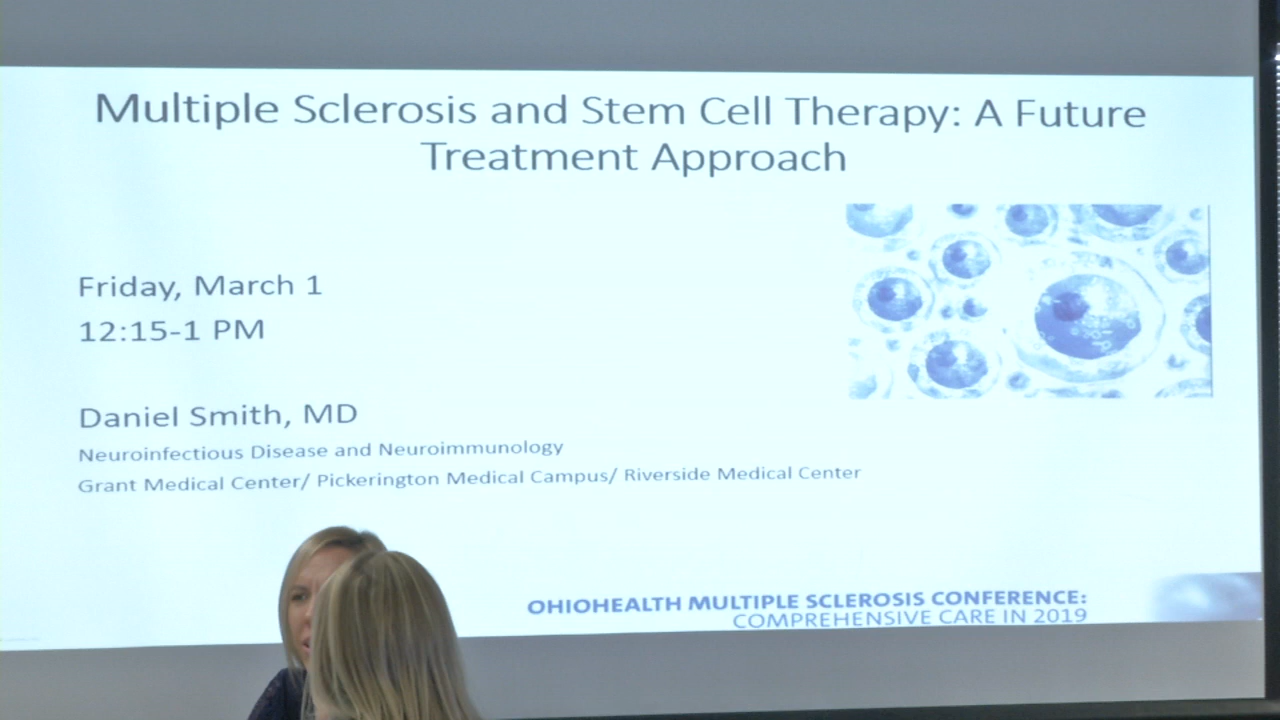 Multiple Sclerosis and Stem Cell Therapy: A Future
Treatment Approach
Friday, March 1
12:15-1 PM
Daniel Smith, MD
Neuroinfectious Disease and Neuroimmunology
Grant Medical Center/ Pickerington Medical Campus/ Riverside Medical Center
OHIOHEALTH MULTIPLE SCLEROSIS CONFERENCE:
COMPREHENSIVE CARE IN 2019